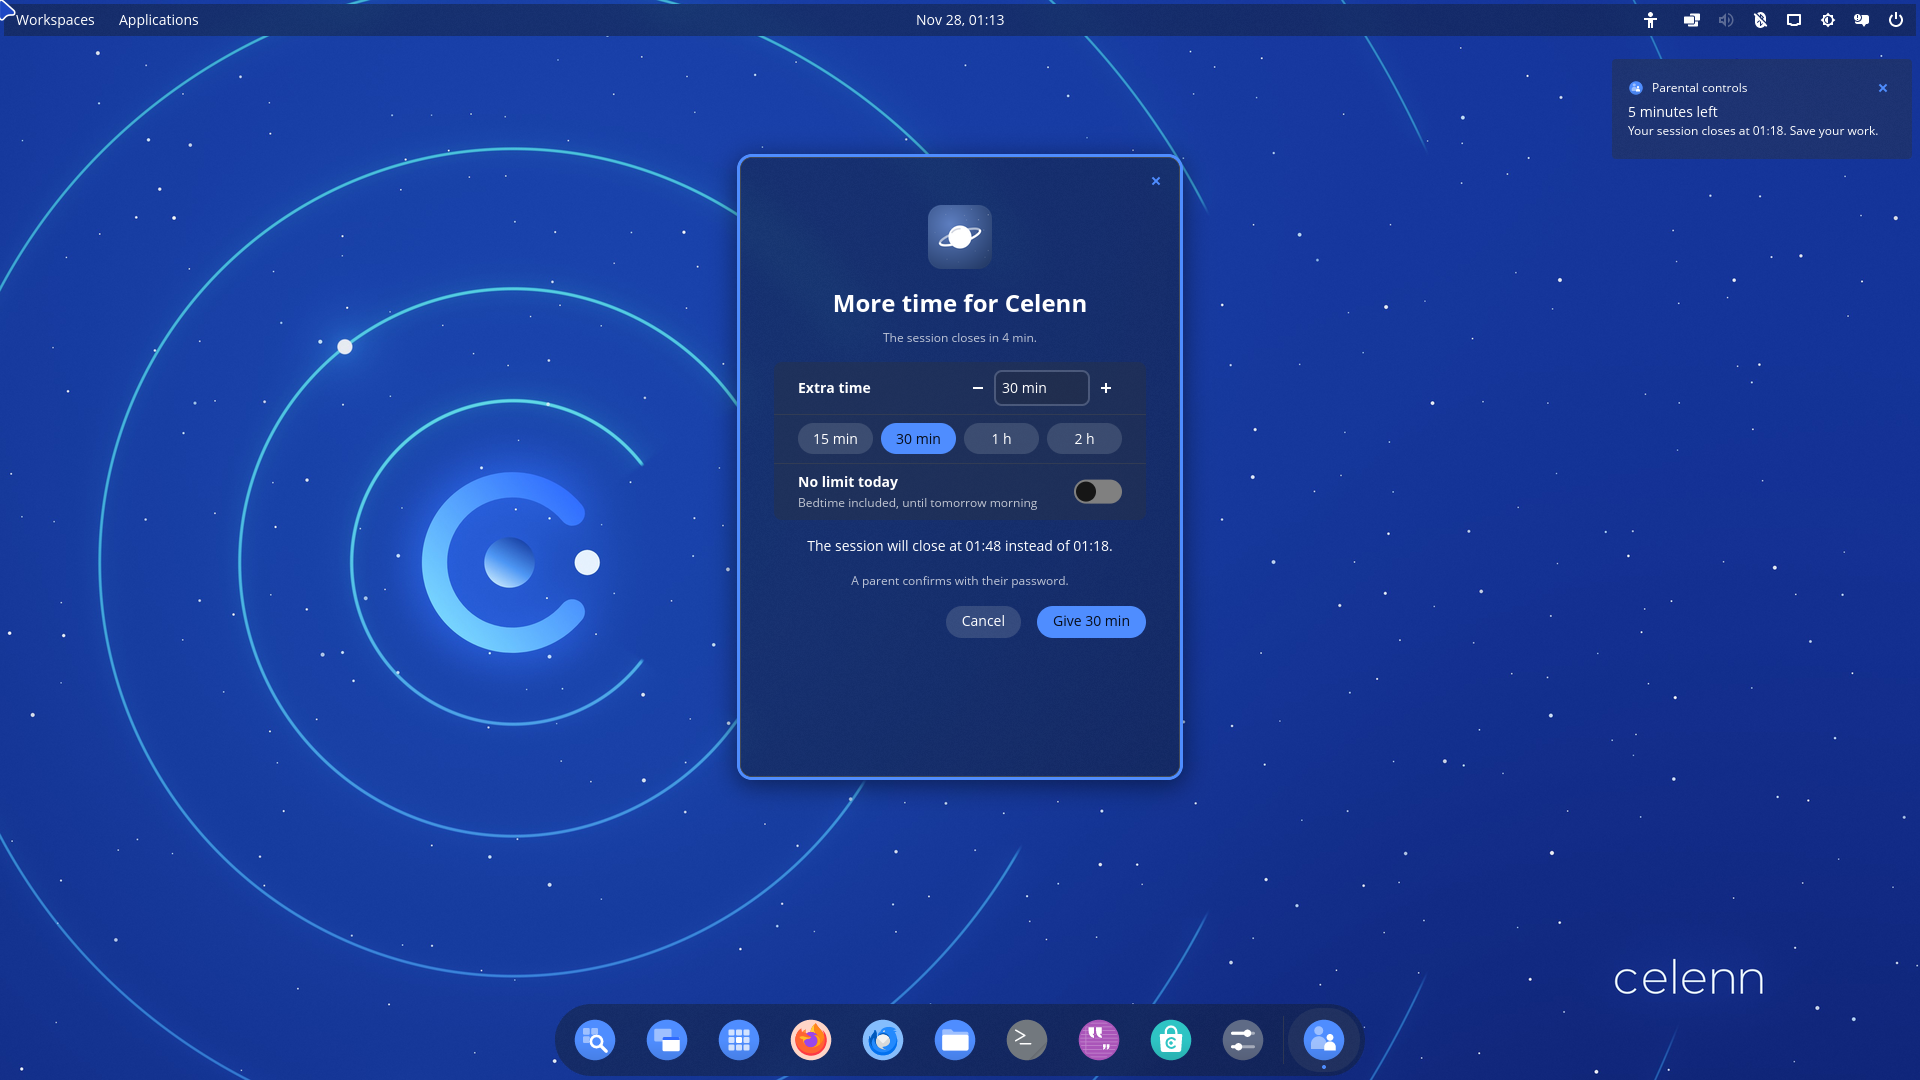 Workspaces
Applications
Nov 28, 01:13
Parental controls
5 minutes left
Your session closes at 01:18. Save your work.
More time for Celenn
The session closes in 4 min.
Extra time
30 min
15 min
30 min
1 h
2 h
No limit today
Bedtime included, until tomorrow morning
The session will close at 01:48 instead of 01:18.
A parent confirms with their password.
Cancel
Give 30 min
celenn